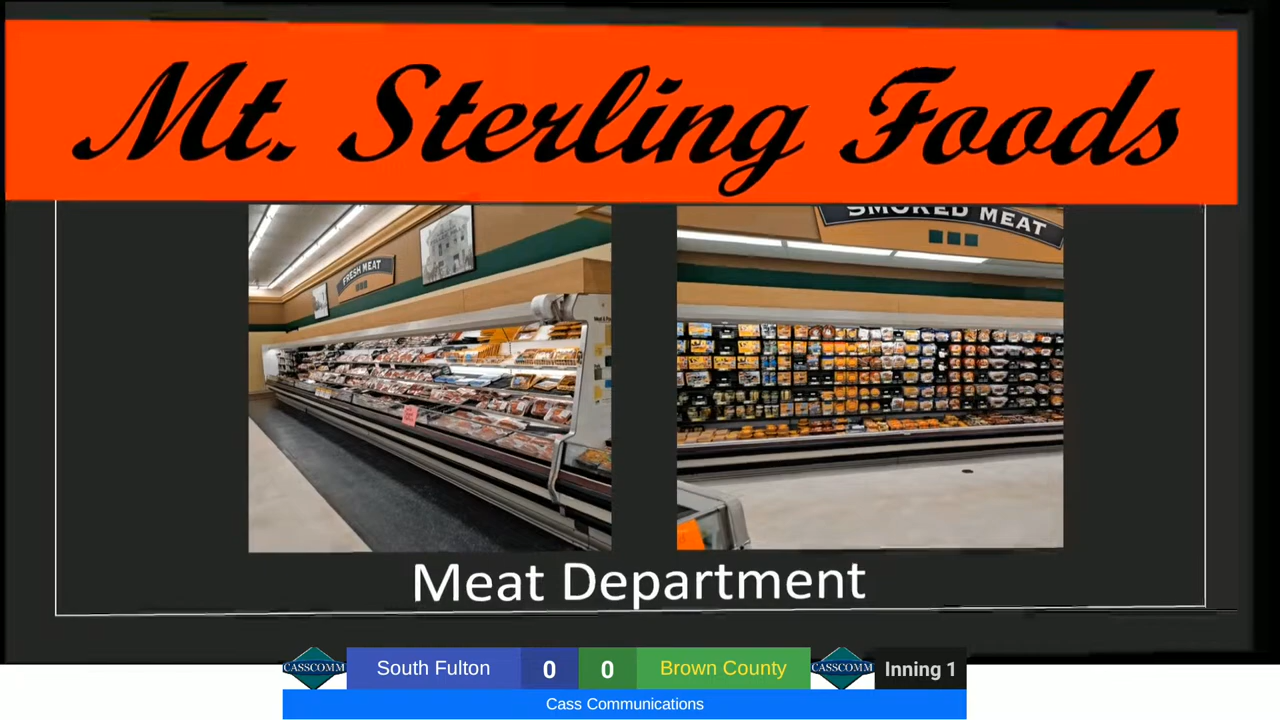 Mt. Sterling Foods
FRESH MEAT
SMOKED MEAT
Meat Department
CASSCOMM South Fulton 0 0 Brown County CASSCOMM Inning 1
Cass Communications